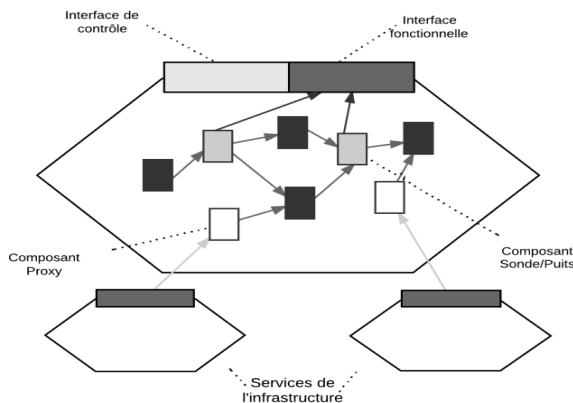 Interface de
contrôle
Interface
fonctionnelle
Composant
Proxy
Composant
Sonde/Puits
Services de
l'infrastructure